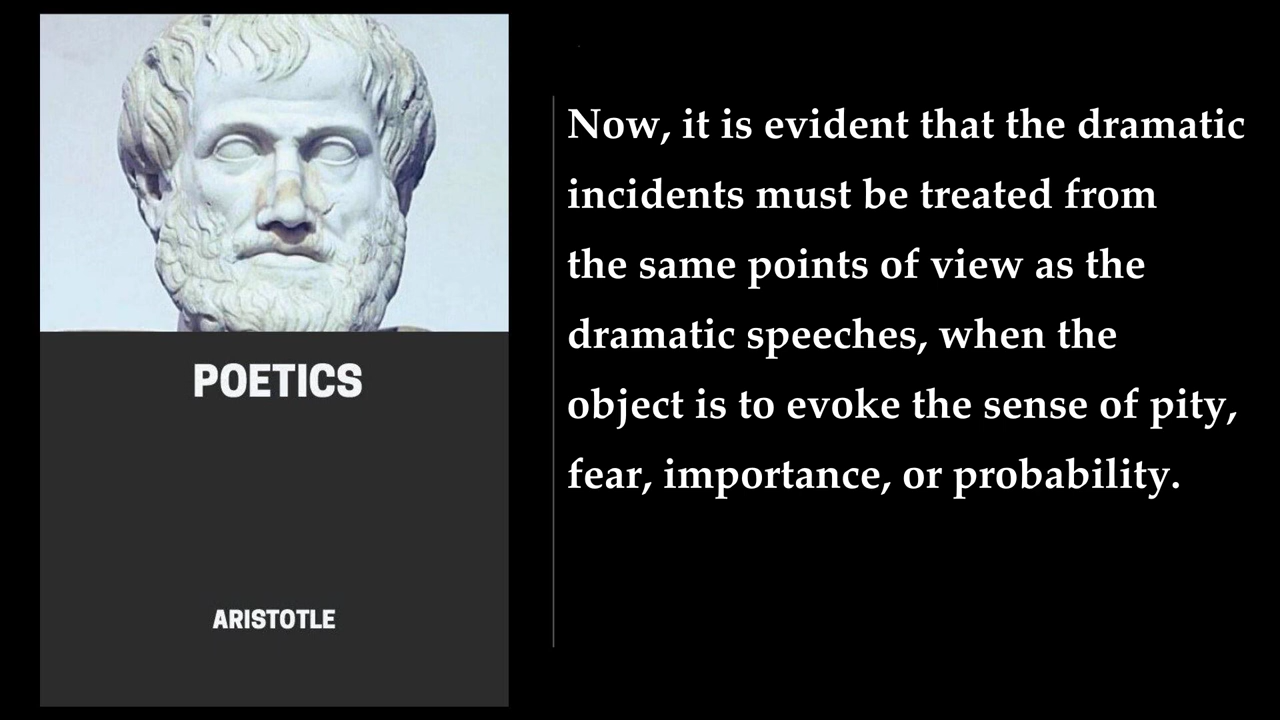 POETICS
ARISTOTLE
Now, it is evident that the dramatic
incidents must be treated from
the same points of view as the
dramatic speeches, when the
object is to evoke the sense of pity,
fear, importance, or probability.